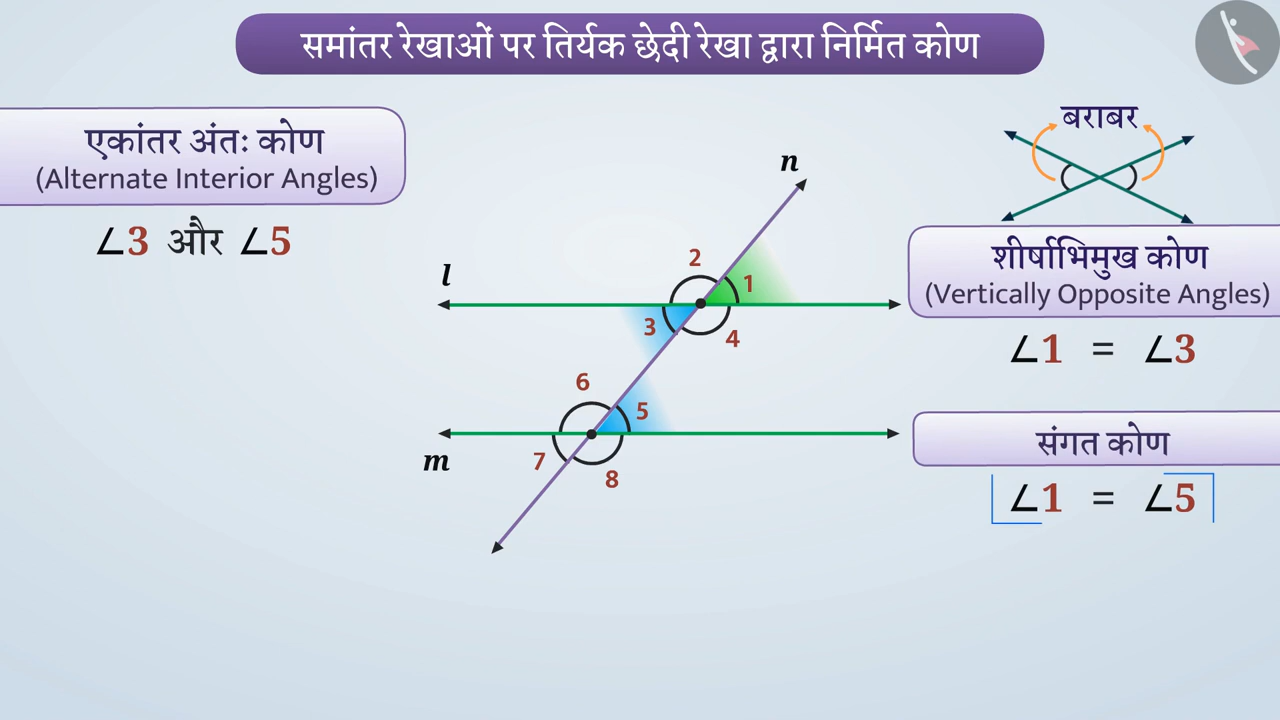 समांतर रेखाओं पर तिर्यक छेदी रेखा द्वारा निर्मित कोण
एकांतर अंतः कोण
(Alternate Interior Angles)
∠3 और ∠5
n
l
2
1
3
4
6
5
m
7
8
बराबर
शीर्षाभिमुख कोण
(Vertically Opposite Angles)
∠1 = ∠3
संगत कोण
∠1 = ∠5